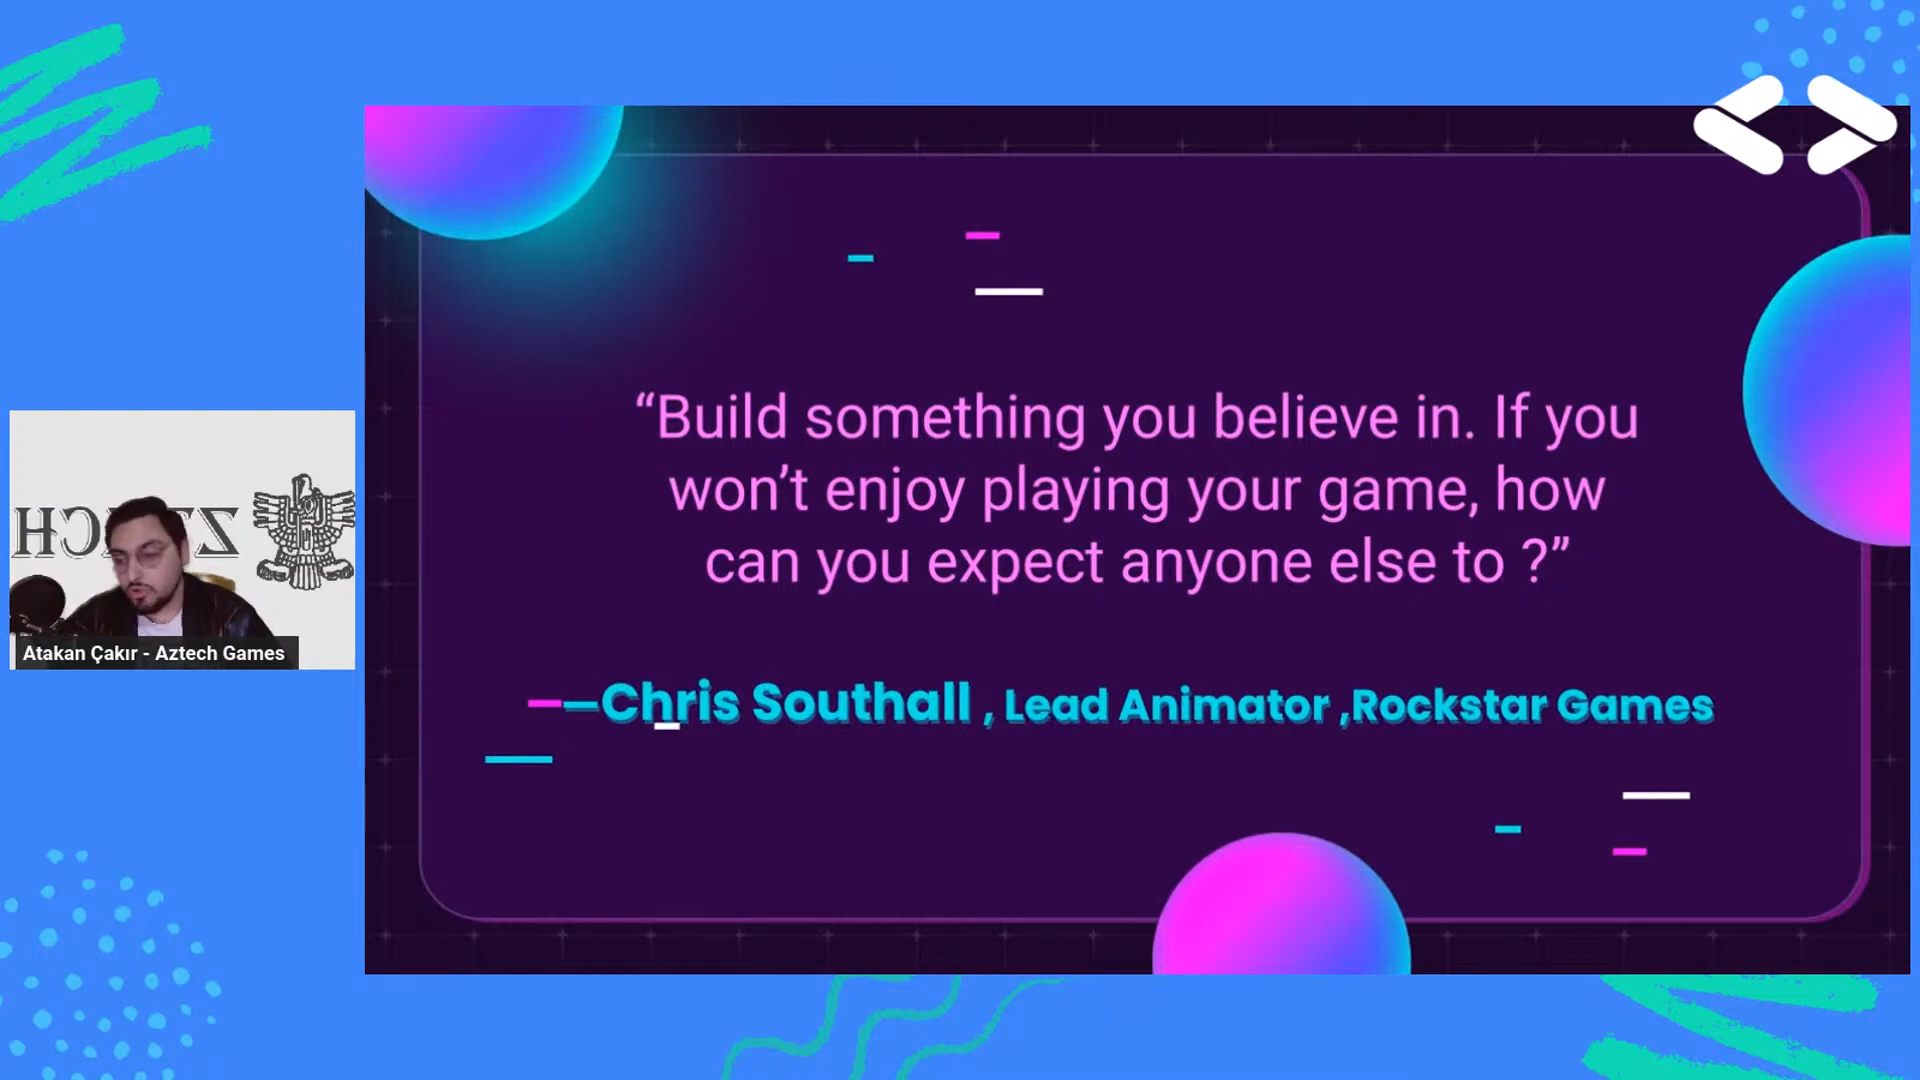 “Build something you believe in. If you
won’t enjoy playing your game, how
can you expect anyone else to ?”
—Chris Southall , Lead Animator ,Rockstar Games
Atakan Çakır - Aztech Games